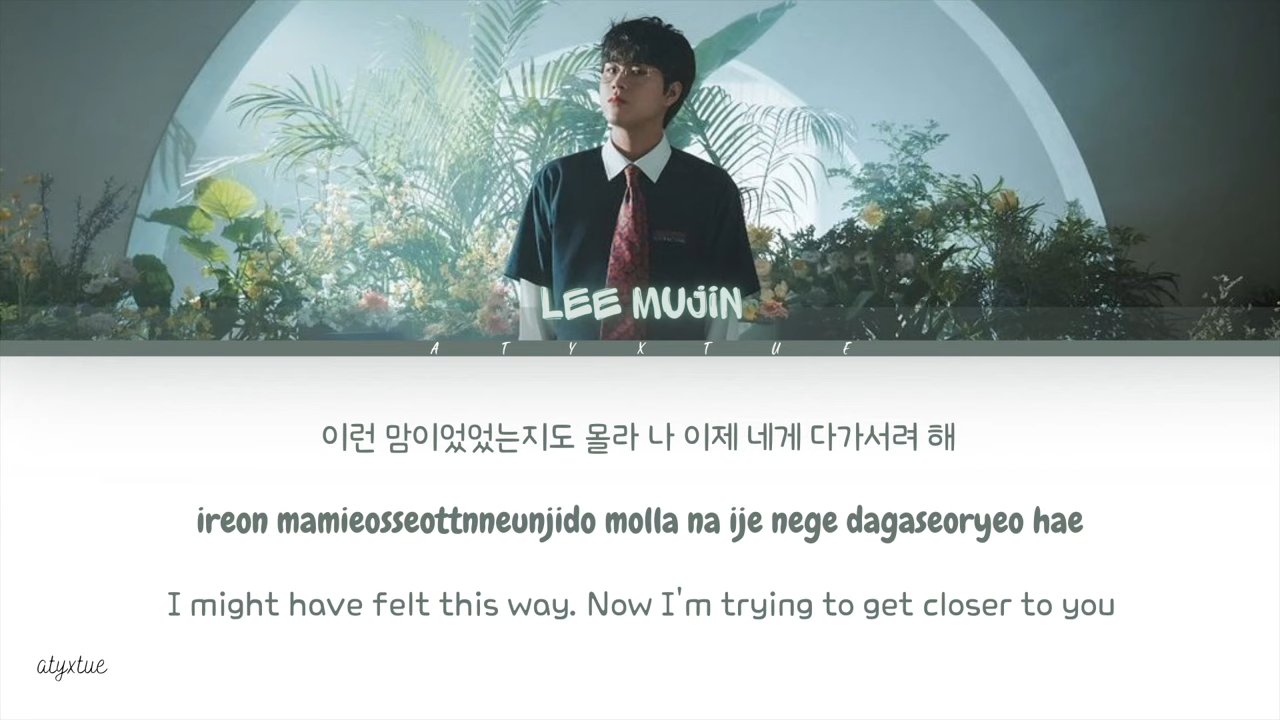 LEE MUJIN
A T Y X T U E
이런 맘이었었는지도 몰라 나 이제 네게 다가서려 해
ireon mamieosseottnneunjido molla na ije nege dagaseoryeo hae
I might have felt this way. Now I'm trying to get closer to you
atyxtue